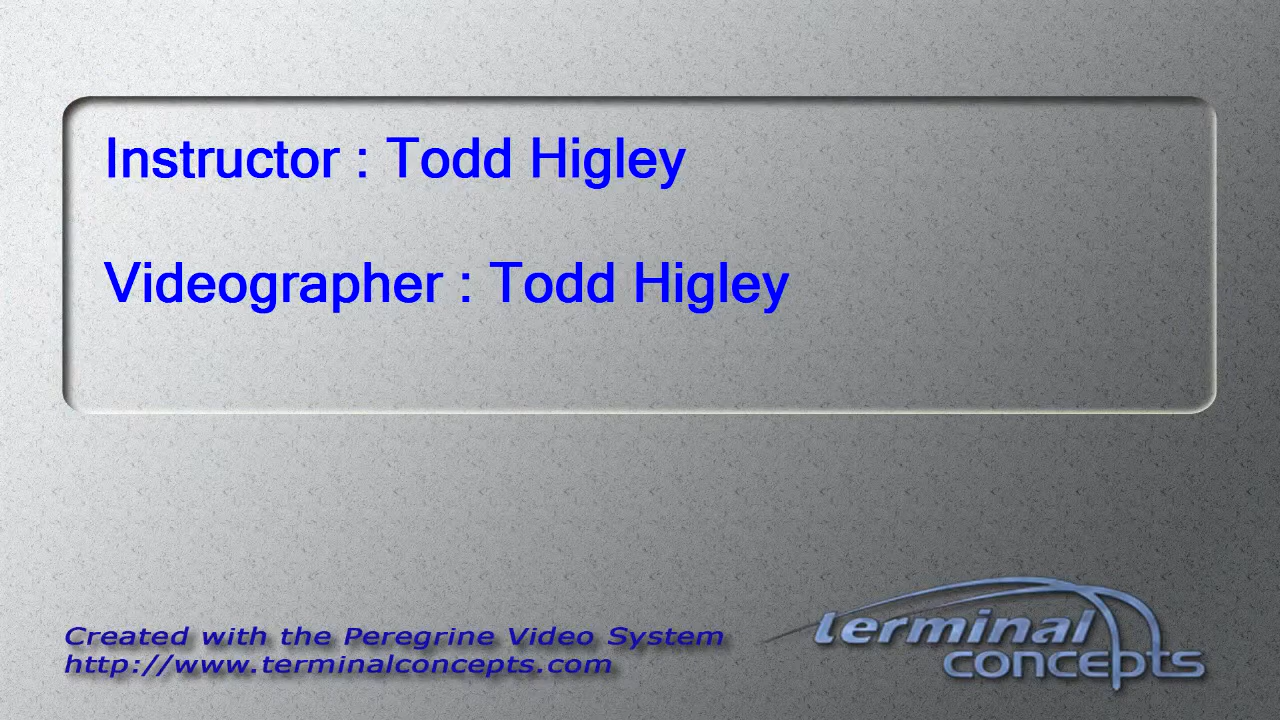 Instructor : Todd Higley
Videographer : Todd Higley
Created with the Peregrine Video System
http://www.terminalconcepts.com
terminal
concepts